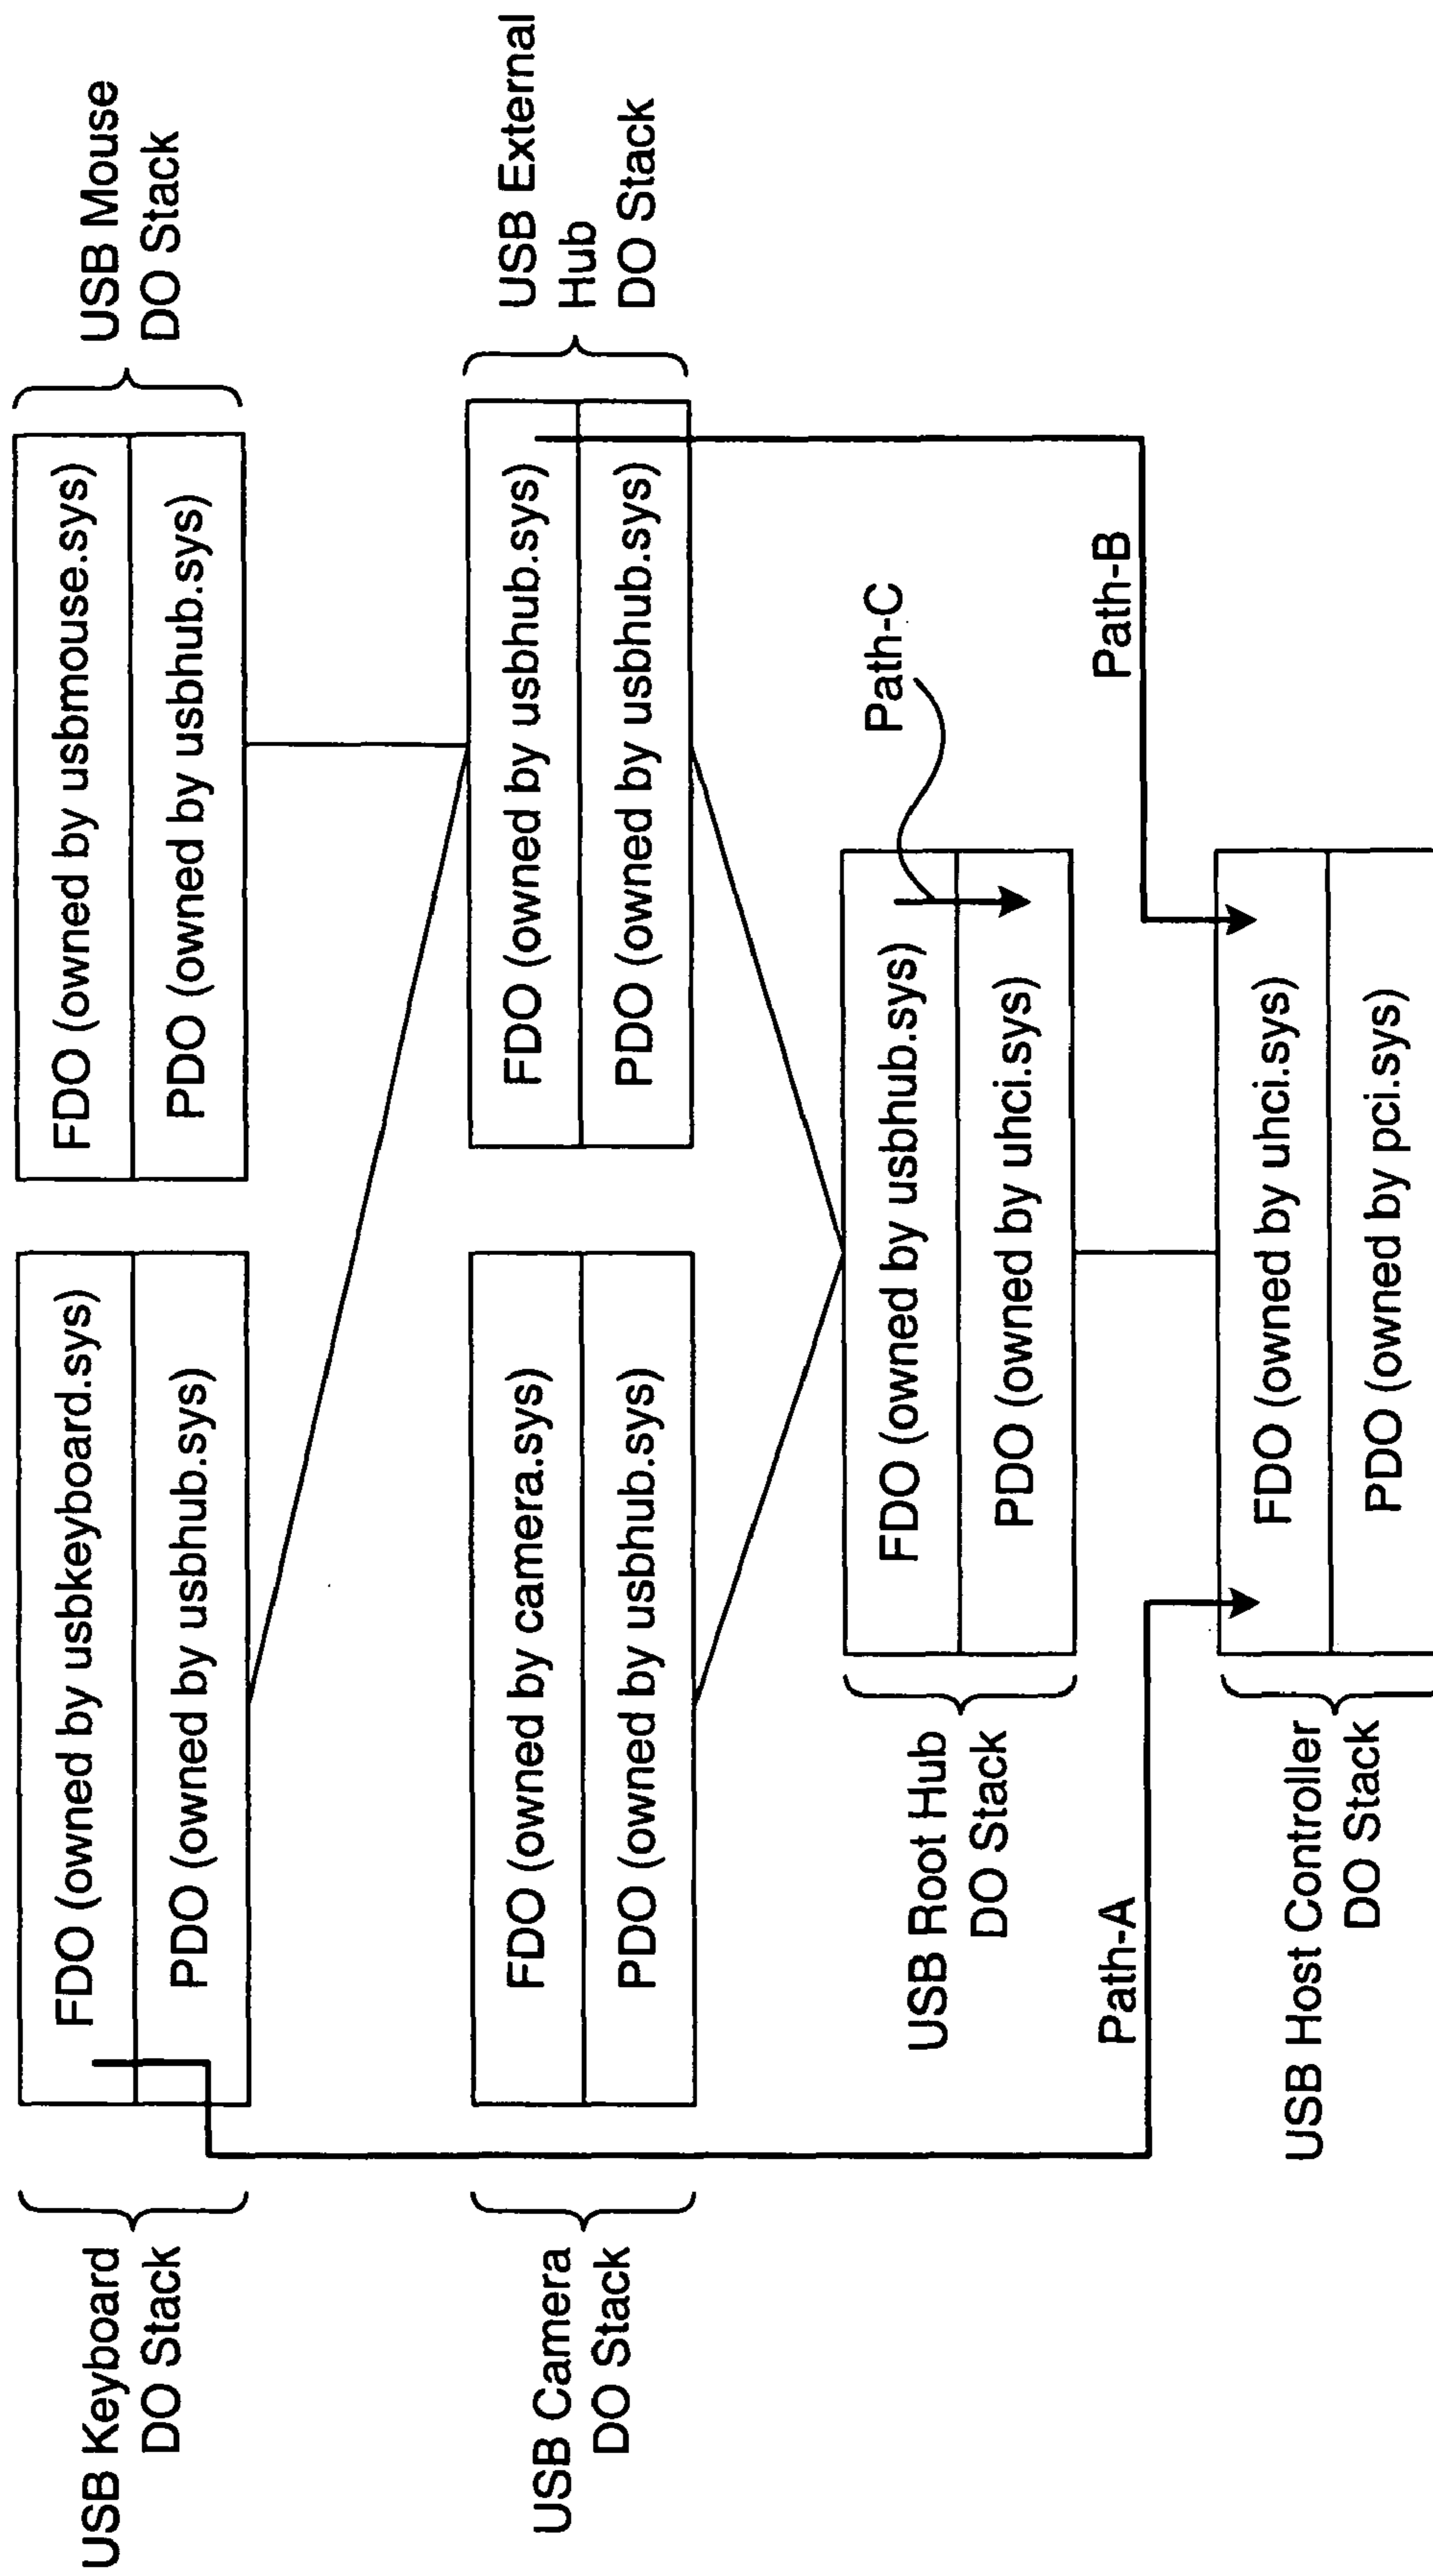 USB Keyboard
DO Stack
FDO (owned by usbkeyboard.sys)
PDO (owned by usbhub.sys)
FDO (owned by usbmouse.sys)
PDO (owned by usbhub.sys)
USB Mouse
DO Stack
USB Camera
DO Stack
FDO (owned by camera.sys)
PDO (owned by usbhub.sys)
FDO (owned by usbhub.sys)
PDO (owned by usbhub.sys)
USB External
Hub
DO Stack
USB Root Hub
DO Stack
FDO (owned by usbhub.sys)
PDO (owned by uhci.sys)
Path-C
Path-A
Path-B
USB Host Controller
DO Stack
FDO (owned by uhci.sys)
PDO (owned by pci.sys)